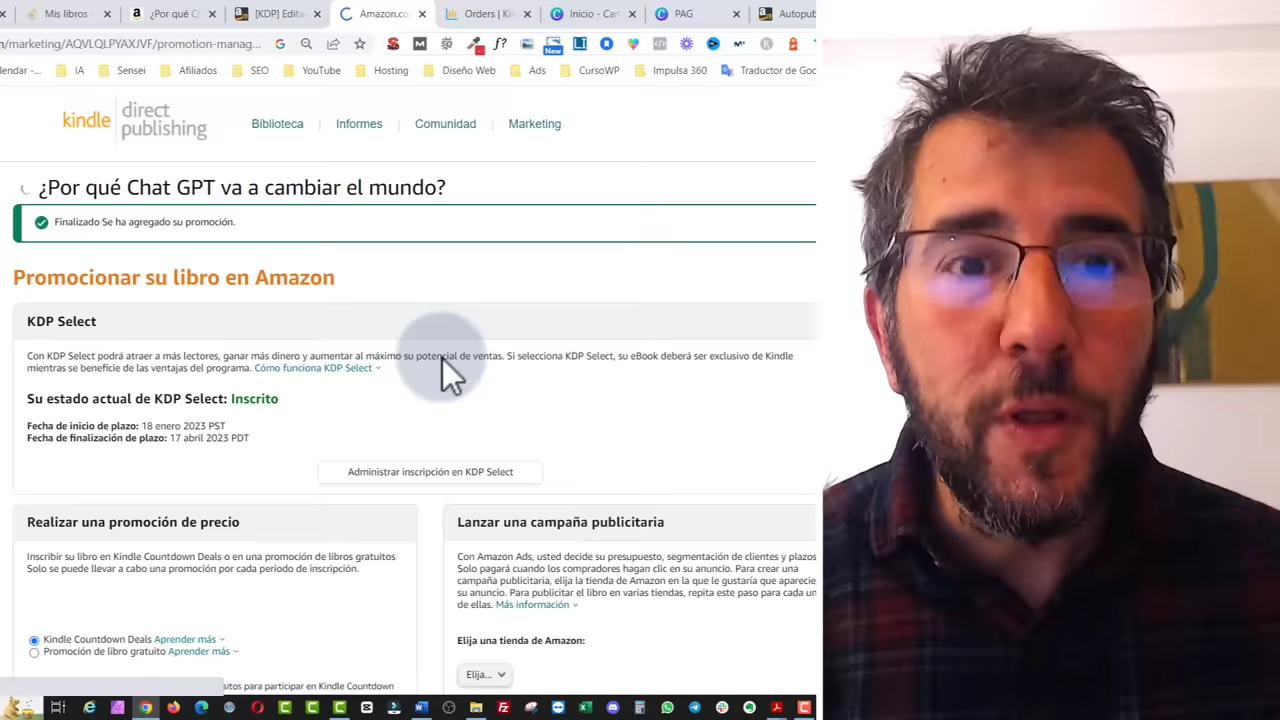 Mis libros -
¿Por qué Cl
[KDP] Edita
Amazon.co
Orders | Ki
Inicio - Can
PAG
Autopub
n/marketing/AQVLQLPYAXJVF/promotion-manag...
New
endar -...
IA
Sensei
Afiliados
SEO
YouTube
Hosting
Diseño Web
Ads
CursoWP
Impulsa 360
Traductor de Goo
kindle direct publishing
Biblioteca
Informes
Comunidad
Marketing
¿Por qué Chat GPT va a cambiar el mundo?
Finalizado Se ha agregado su promoción.
Promocionar su libro en Amazon
KDP Select
Con KDP Select podrá atraer a más lectores, ganar más dinero y aumentar al máximo su potencial de ventas. Si selecciona KDP Select, su eBook deberá ser exclusivo de Kindle
mientras se beneficie de las ventajas del programa. Cómo funciona KDP Select
Su estado actual de KDP Select: Inscrito
Fecha de inicio de plazo: 18 enero 2023 PST
Fecha de finalización de plazo: 17 abril 2023 PDT
Administrar inscripción en KDP Select
Realizar una promoción de precio
Inscribir su libro en Kindle Countdown Deals o en una promoción de libros gratuitos
Solo se puede llevar a cabo una promoción por cada periodo de inscripción.
Kindle Countdown Deals Aprender más
Promoción de libro gratuito Aprender más
sitos para participar en Kindle Countdown
Lanzar una campaña publicitaria
Con Amazon Ads, usted decide su presupuesto, segmentación de clientes y plazos
Solo pagará cuando los compradores hagan clic en su anuncio. Para crear una
campaña publicitaria, elija la tienda de Amazon en la que le gustaría que aparecie
su anuncio. Para publicitar el libro en varias tiendas, repita este paso para cada un
de ellas. Más información
Elija una tienda de Amazon:
Elija...